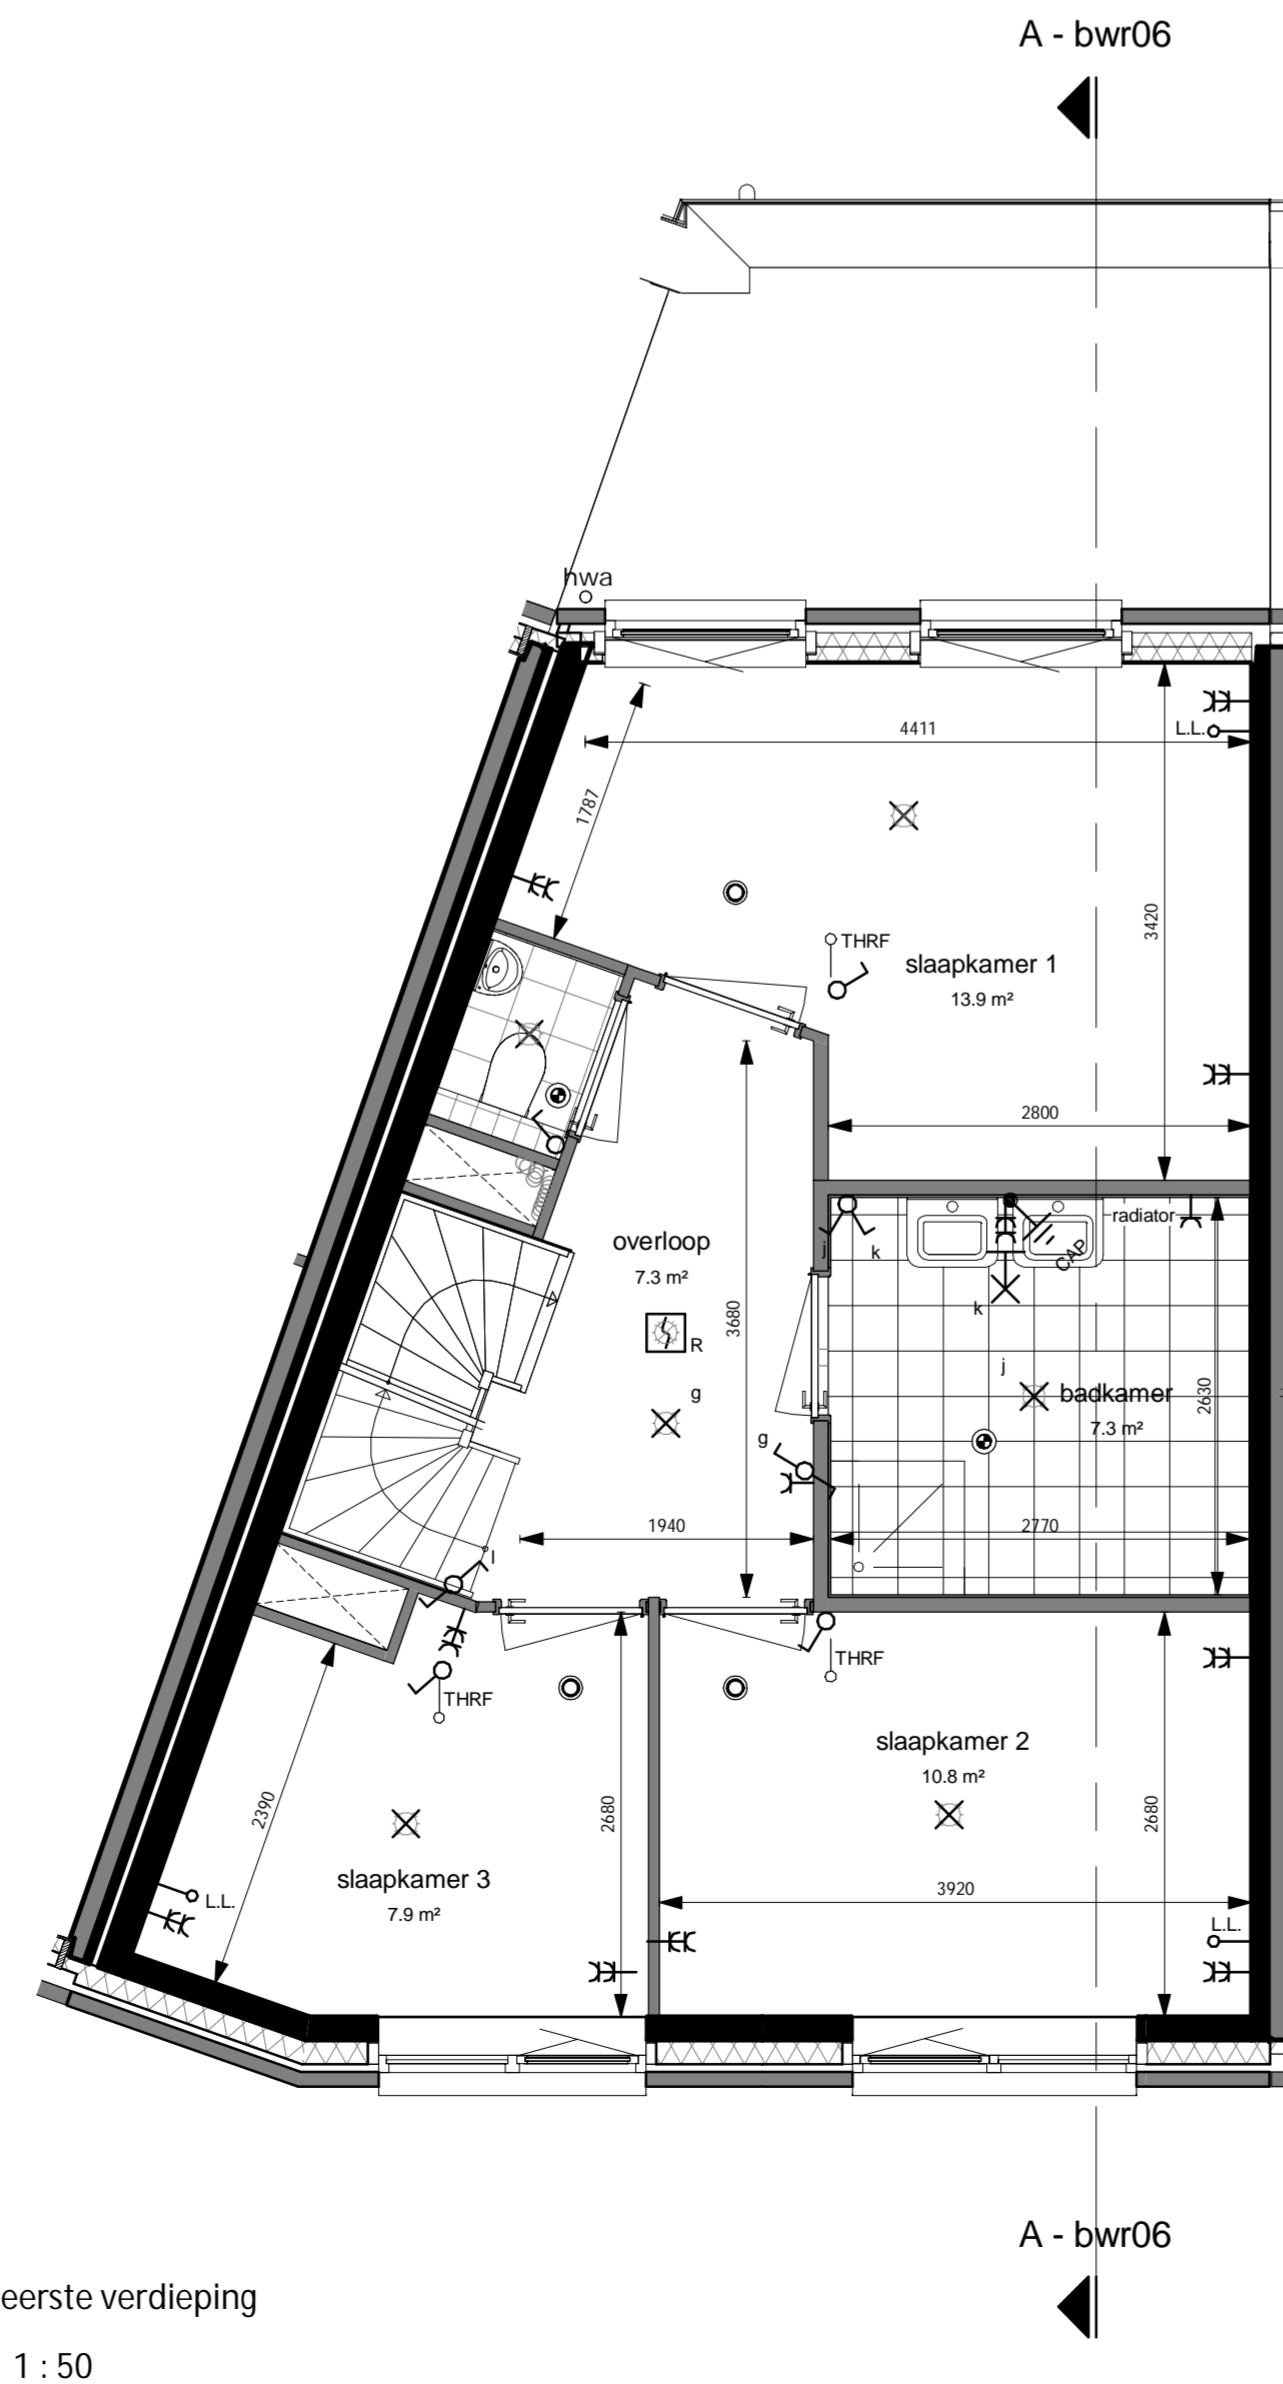 A - bwr06
hwa
4411
L.L.
1787
3420
THRF
slaapkamer 1
13.9 m²
2800
radiator
overloop
7.3 m²
j
k
CAP
k
3680
R
j
g
badkamer
7.3 m²
2630
g
1940
2770
l
THRF
THRF
slaapkamer 2
10.8 m²
2390
2680
2680
slaapkamer 3
7.9 m²
3920
L.L.
L.L.
A - bwr06
eerste verdieping
1 : 50